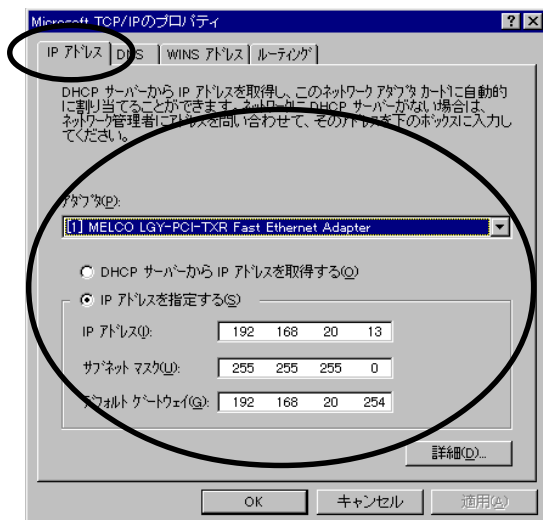 Microsoft TCP/IPのプロパティ
IP アドレス DNS WINS アドレス ルーティング
DHCP サーバーから IP アドレスを取得し、このネットワーク アダプタ カードに自動的
に割り当てることができます。ネットワークに DHCP サーバーがない場合は、
ネットワーク管理者にアドレスを問い合わせて、そのアドレスを下のボックスに入力し
てください。
アダプタ(P):
[1] MELCO LGY-PCI-TXR Fast Ethernet Adapter
DHCP サーバーから IP アドレスを取得する(O)
IP アドレスを指定する(S)
IP アドレス(I): 192 168 20 13
サブネット マスク(U): 255 255 255 0
デフォルト ゲートウェイ(G): 192 168 20 254
詳細(D)...
OK キャンセル 適用(A)